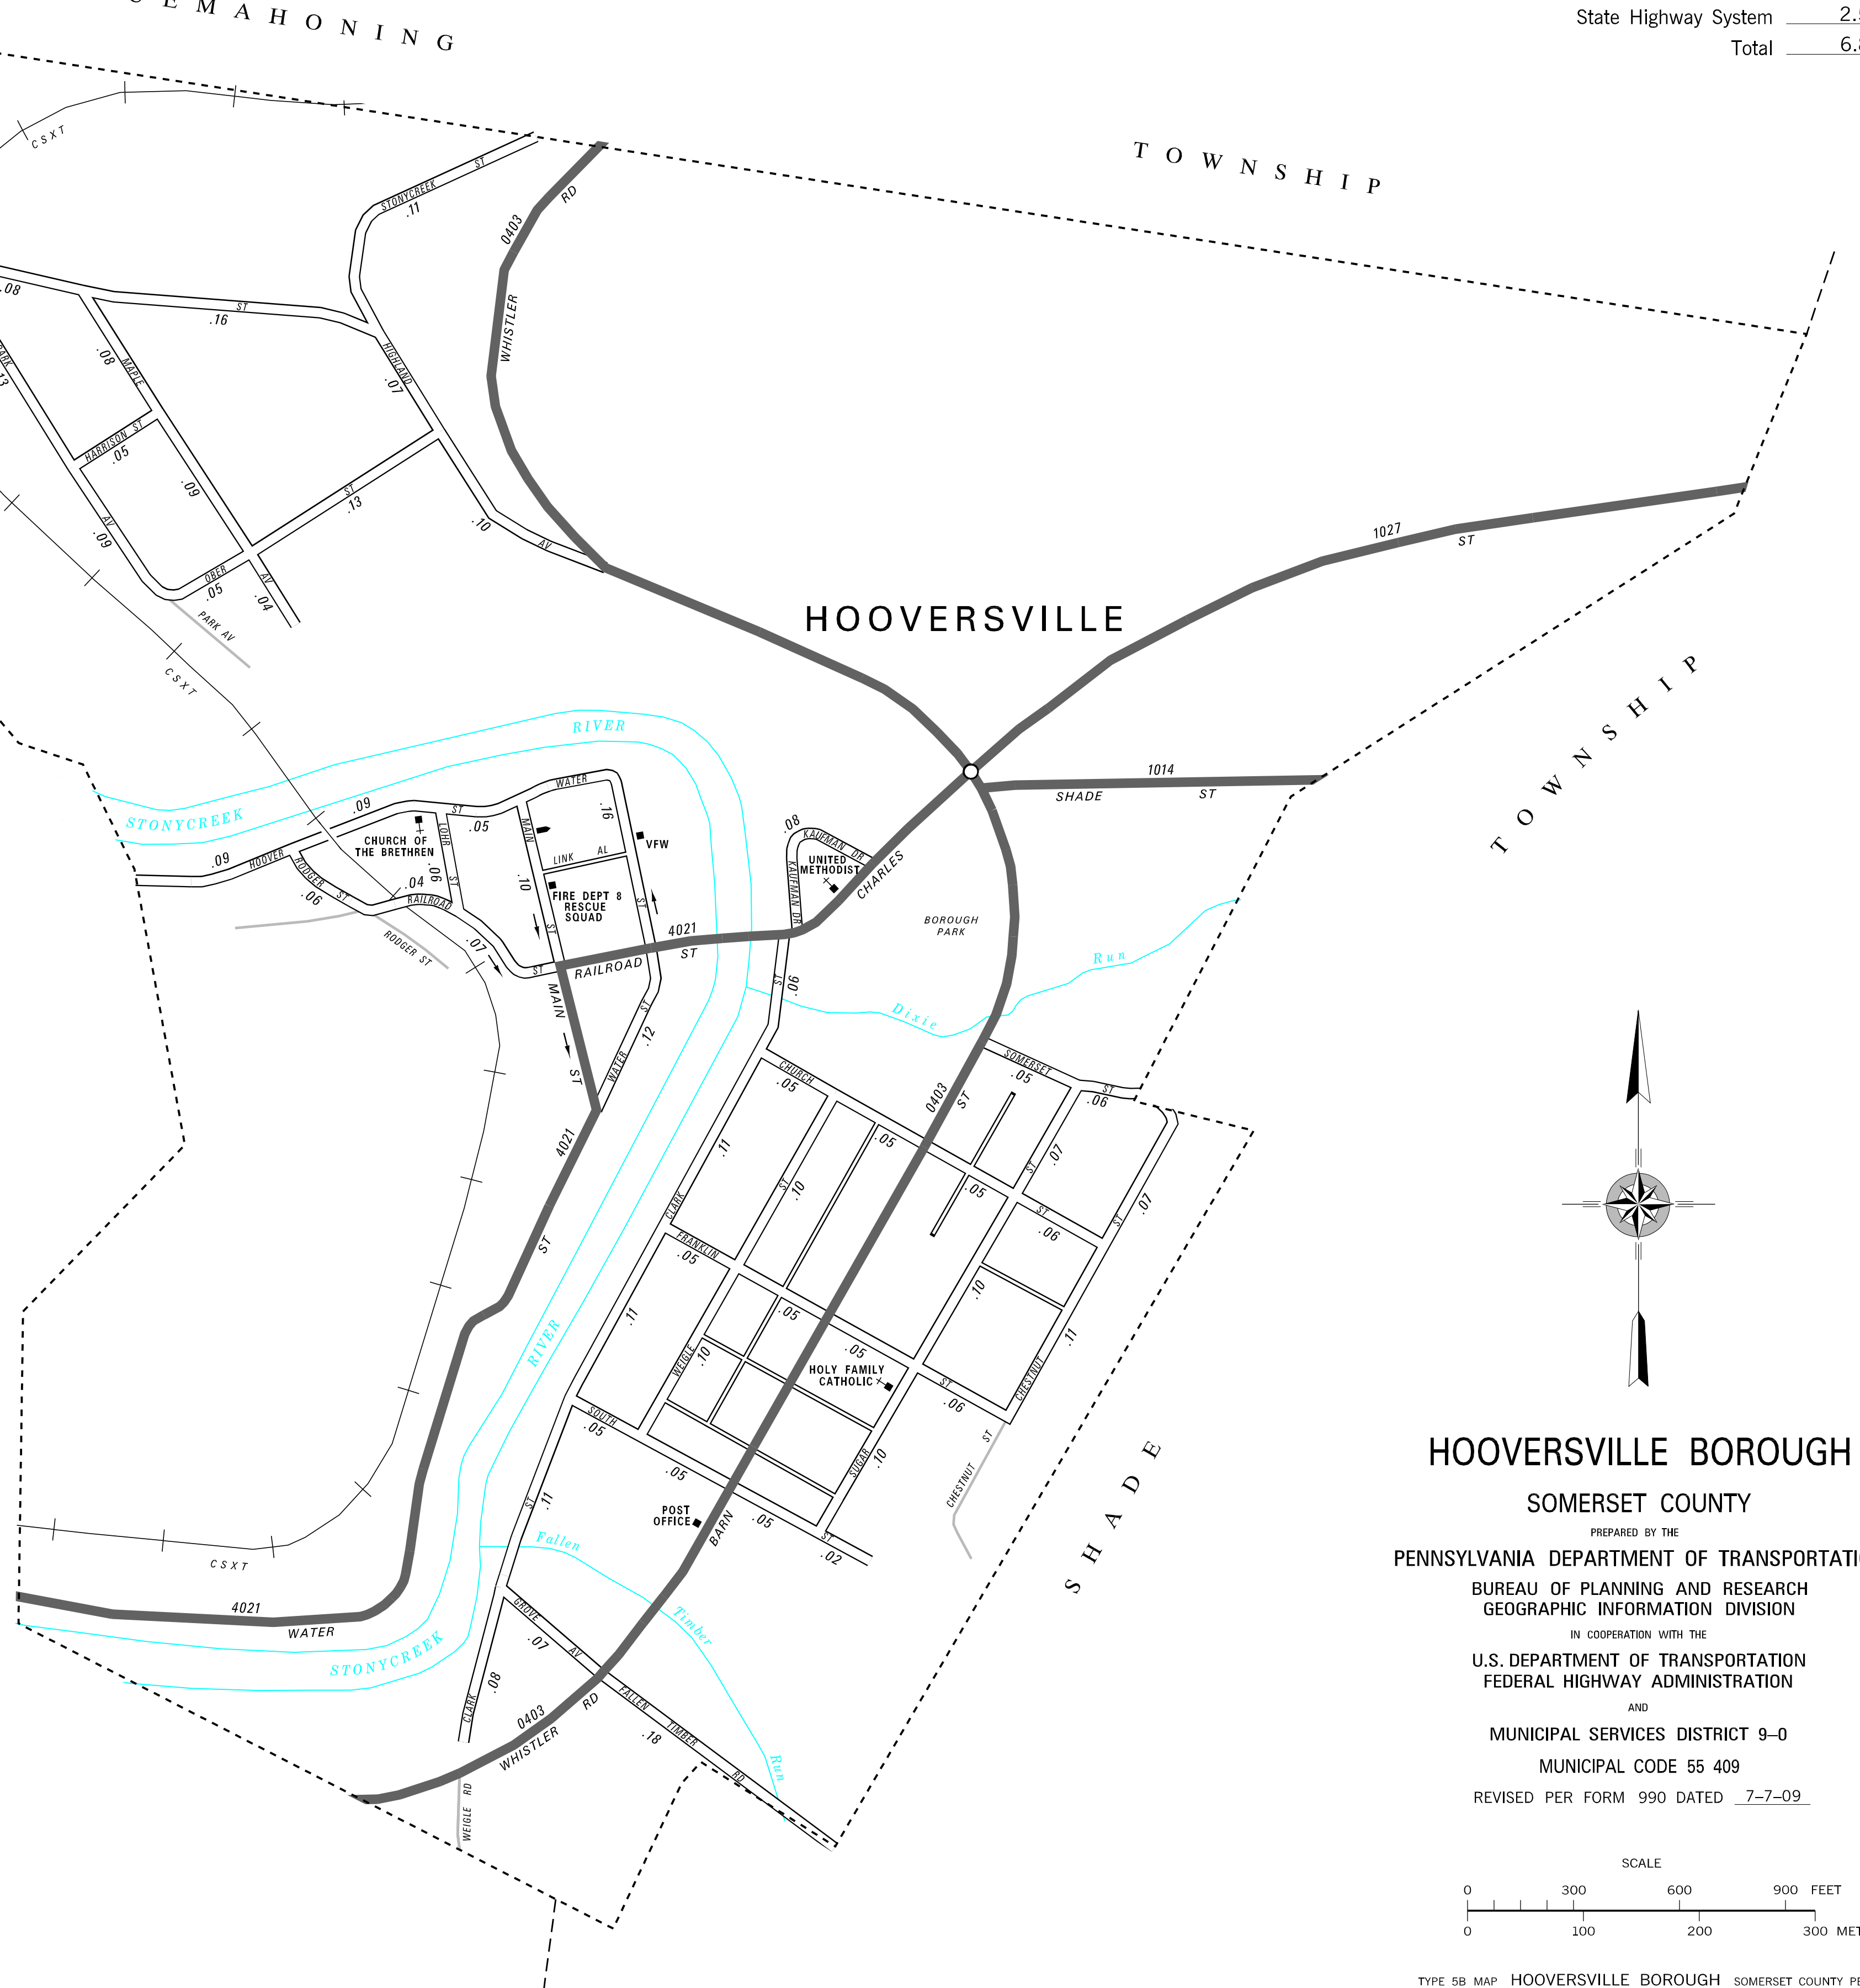 EMAHONING
State Highway System
Total
TOWNSHIP
CSXT
STONYCREEK ST
.11
0403
WHISTLER RD
.08
ST
.16
MAPLE
.08
HIGHLAND
.07
HARRISON ST
.05
.09
AV
.09
ST
.13
.10
AV
OBER
.05
AV
.04
PARK AV
CSXT
HOOVERSVILLE
1027
ST
TOWNSHIP
STONYCREEK
RIVER
1014
SHADE ST
.09
HOOVER
.09
ST
.05
WATER
.16
ST
CHURCH OF
THE BRETHREN
LOHR ST
.06
MAIN
.10
ST
LINK AL
VFW
FIRE DEPT 8
RESCUE
SQUAD
RODGER ST
.06
.04
RAILROAD
.07
ST
RODGER ST
4021
RAILROAD ST
.08
KAUFMAN DR
KAUFMAN DR
UNITED
METHODIST
CHARLES
BOROUGH
PARK
MAIN ST
WATER ST
.12
ST
.06
Dixie
Run
4021
ST
CHURCH
.05
.05
.05
ST
.06
SOMERSET
.05
ST
.06
0403
ST
ST
.07
ST
.07
.11
CLARK
ST
.10
FRANKLIN
.05
.05
.05
ST
.06
.10
.11
CHESTNUT
.11
WEIGLE
.10
HOLY FAMILY
CATHOLIC
RIVER
SOUTH
.05
.05
.05
ST
.02
SUGAR
.10
CHESTNUT ST
SHADE
POST
OFFICE
BARN
ST
.11
Fallen
Timber
Run
CSXT
4021
WATER
STONYCREEK
GROVE AV
.07
CLARK
.08
0403
WHISTLER RD
FALLEN TIMBER RD
.18
WEIGLE RD
HOOVERSVILLE BOROUGH
SOMERSET COUNTY
PREPARED BY THE
PENNSYLVANIA DEPARTMENT OF
BUREAU OF PLANNING AND RESEARCH
GEOGRAPHIC INFORMATION DIVISION
IN COOPERATION WITH THE
U.S. DEPARTMENT OF TRANSPORTATION
FEDERAL HIGHWAY ADMINISTRATION
AND
MUNICIPAL SERVICES DISTRICT 9–0
MUNICIPAL CODE 55 409
REVISED PER FORM 990 DATED 7–7–09
SCALE
0 300 600 900 FEET
0 100 200 300
TYPE 5B MAP HOOVERSVILLE BOROUGH SOMERSET COUNTY